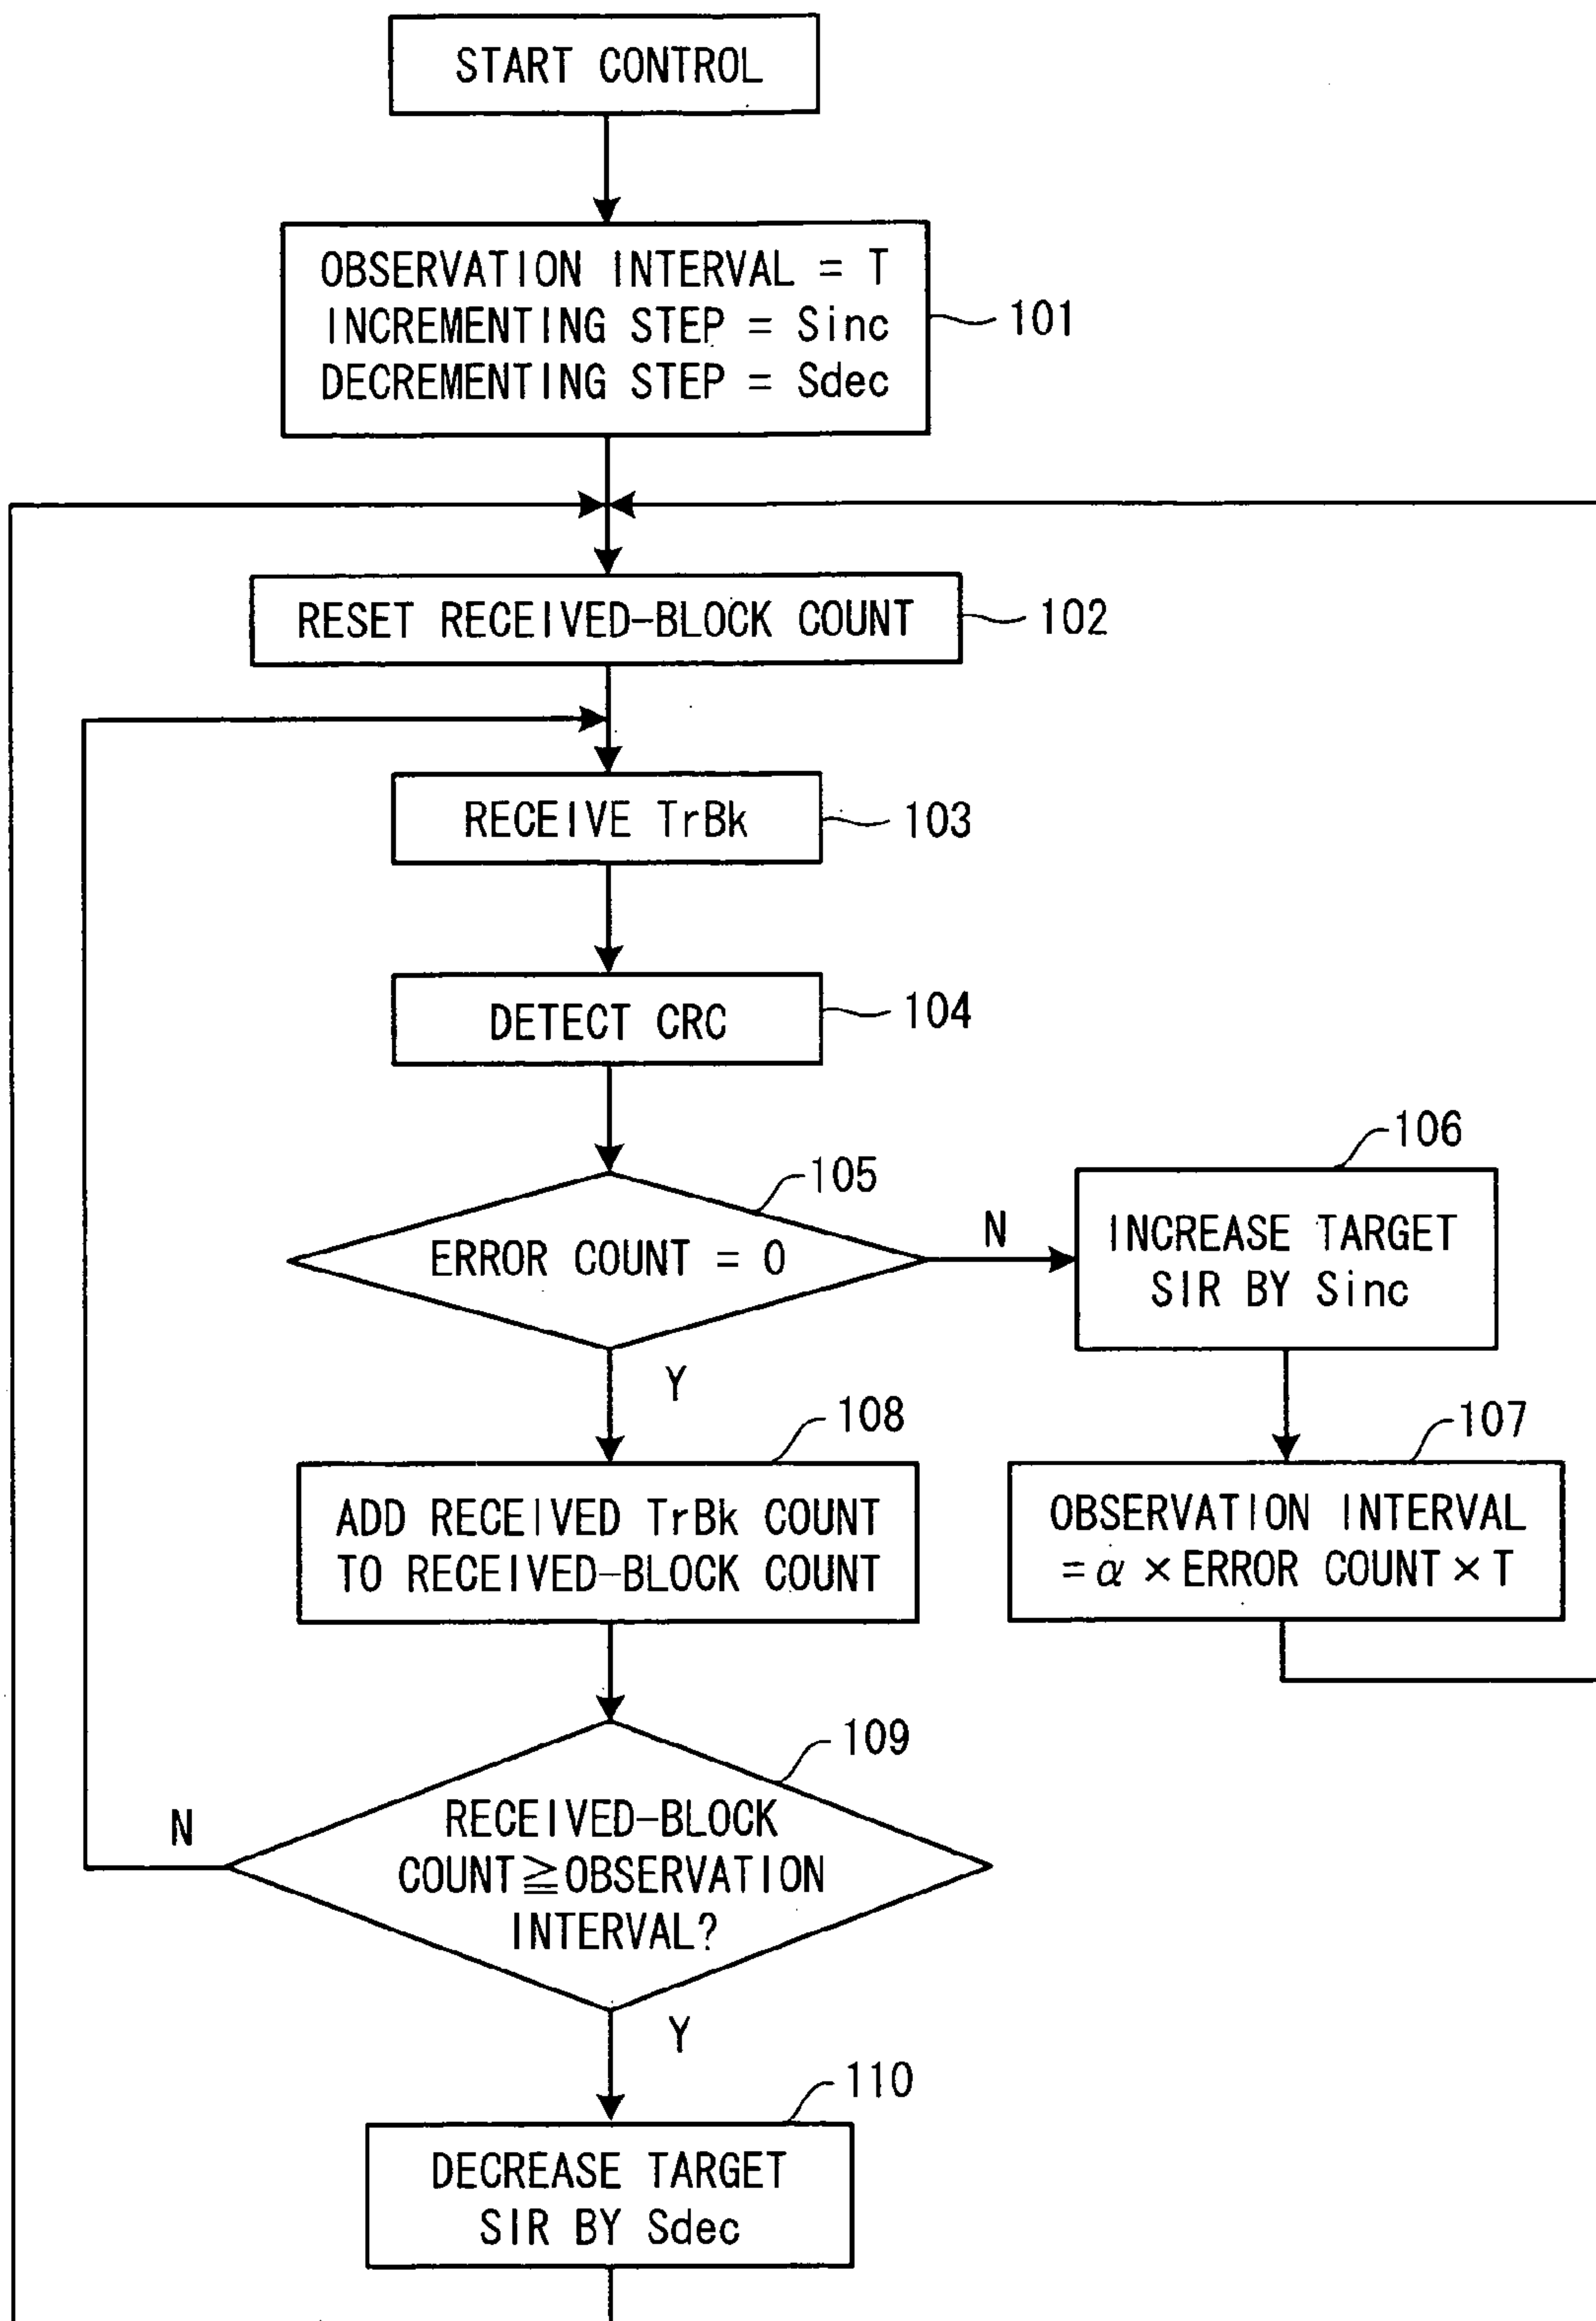 START CONTROL
OBSERVATION INTERVAL = T
INCREMENTING STEP = Sinc
DECREMENTING STEP = Sdec
101
RESET RECEIVED-BLOCK COUNT
102
RECEIVE TrBk
103
DETECT CRC
104
105
ERROR COUNT = 0
N
Y
106
INCREASE TARGET
SIR BY Sinc
107
OBSERVATION INTERVAL
=α×ERROR COUNT×T
108
ADD RECEIVED TrBk COUNT
TO RECEIVED-BLOCK COUNT
109
RECEIVED-BLOCK
COUNT≧OBSERVATION
INTERVAL?
N
Y
110
DECREASE TARGET
SIR BY Sdec